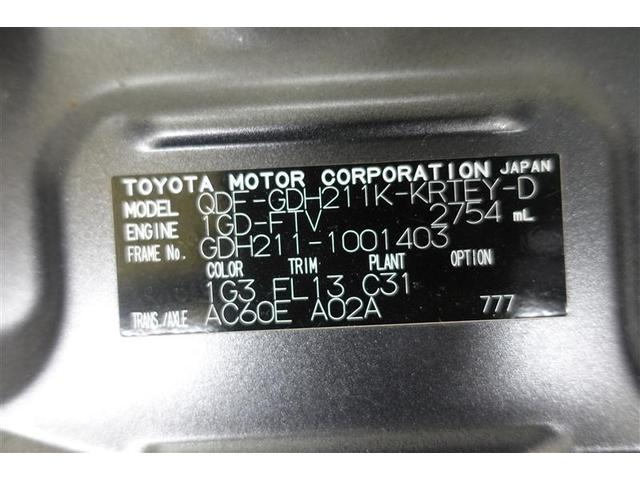 TOYOTA MOTOR CORPORATION JAPAN
MODEL QDF-GDH211K-KRTEY-D
ENGINE 1GD-FTV 2754 mL
FRAME No. GDH211-1001403
COLOR TRIM PLANT OPTION
1G3 EL13 C31
TRANS./AXLE AC60E A02A 777